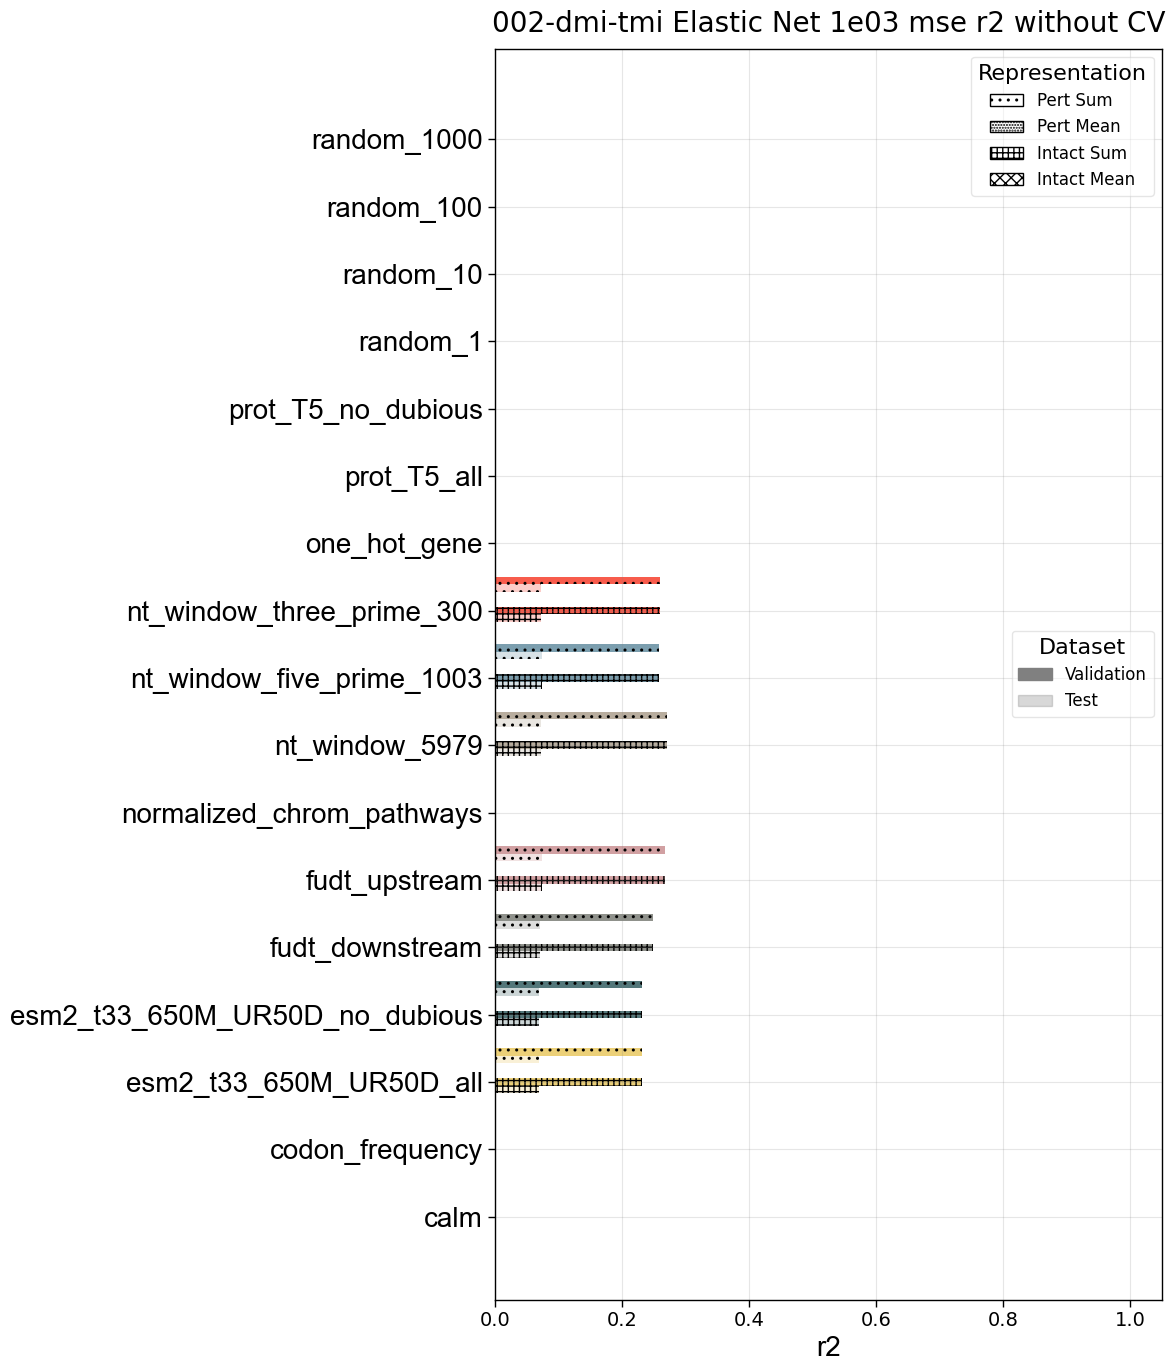 002-dmi-tmi Elastic Net 1e03 mse r2 without CV
Representation
Pert Sum
Pert Mean
Intact Sum
Intact Mean
random_1000
random_100
random_10
random_1
prot_T5_no_dubious
prot_T5_all
one_hot_gene
nt_window_three_prime_300
nt_window_five_prime_1003
nt_window_5979
normalized_chrom_pathways
fudt_upstream
fudt_downstream
esm2_t33_650M_UR50D_no_dubious
esm2_t33_650M_UR50D_all
codon_frequency
calm
Dataset
Validation
Test
0.0 0.2 0.4 0.6 0.8 1.0
r2